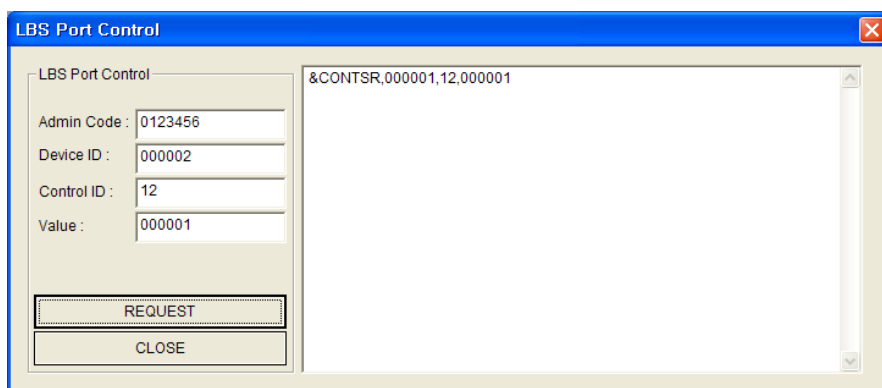 LBS Port Control
LBS Port Control
Admin Code : 0123456
Device ID : 000002
Control ID : 12
Value : 000001
REQUEST
CLOSE
&CONTSR,000001,12,000001